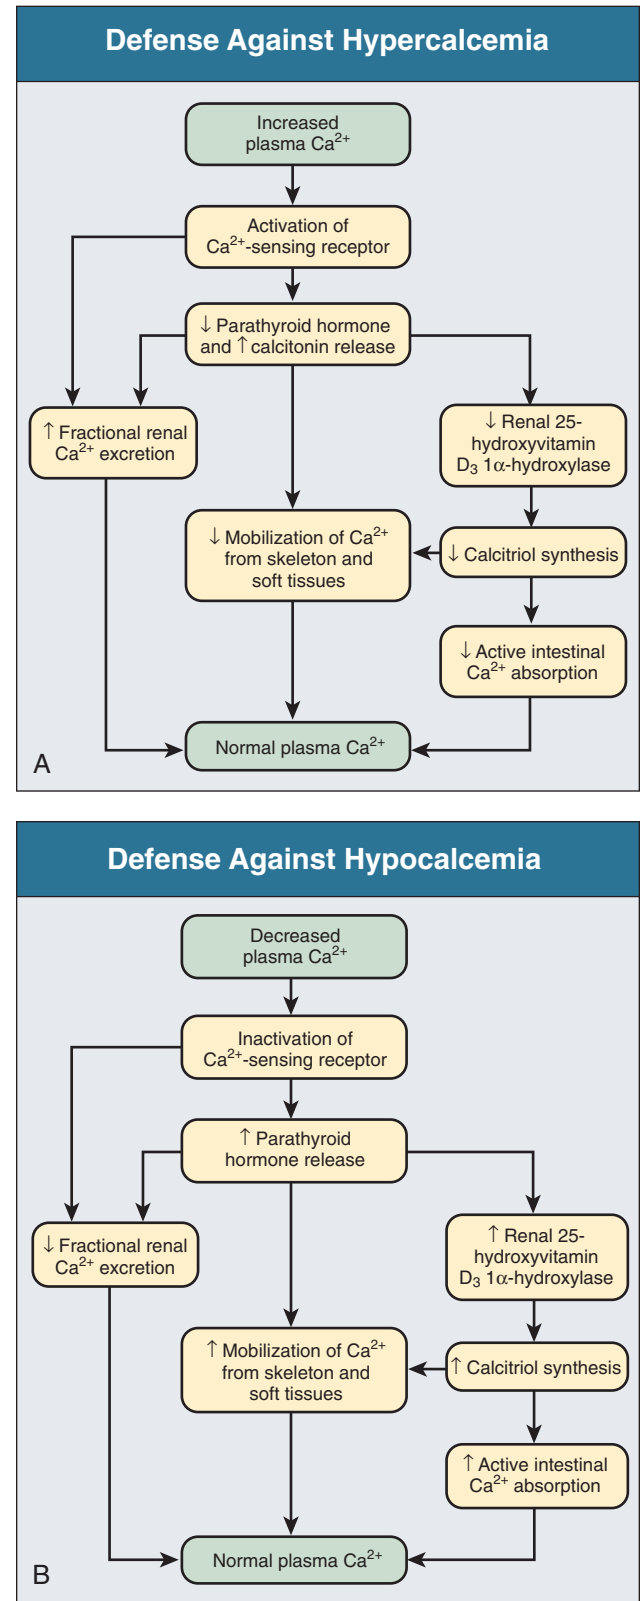 Defense Against Hypercalcemia
Increased
plasma Ca²⁺
Activation of
Ca²⁺-sensing receptor
↓ Parathyroid hormone
and ↑ calcitonin release
↑ Fractional renal
Ca²⁺ excretion
↓ Renal 25-
hydroxyvitamin
D₃ 1α-hydroxylase
↓ Mobilization of Ca²⁺
from skeleton and
soft tissues
↓ Calcitriol synthesis
↓ Active intestinal
Ca²⁺ absorption
Normal plasma Ca²⁺
A
Defense Against Hypocalcemia
Decreased
plasma Ca²⁺
Inactivation of
Ca²⁺-sensing receptor
↑ Parathyroid
hormone release
↓ Fractional renal
Ca²⁺ excretion
↑ Renal 25-
hydroxyvitamin
D₃ 1α-hydroxylase
↑ Mobilization of Ca²⁺
from skeleton and
soft tissues
↑ Calcitriol synthesis
↑ Active intestinal
Ca²⁺ absorption
Normal plasma Ca²⁺
B